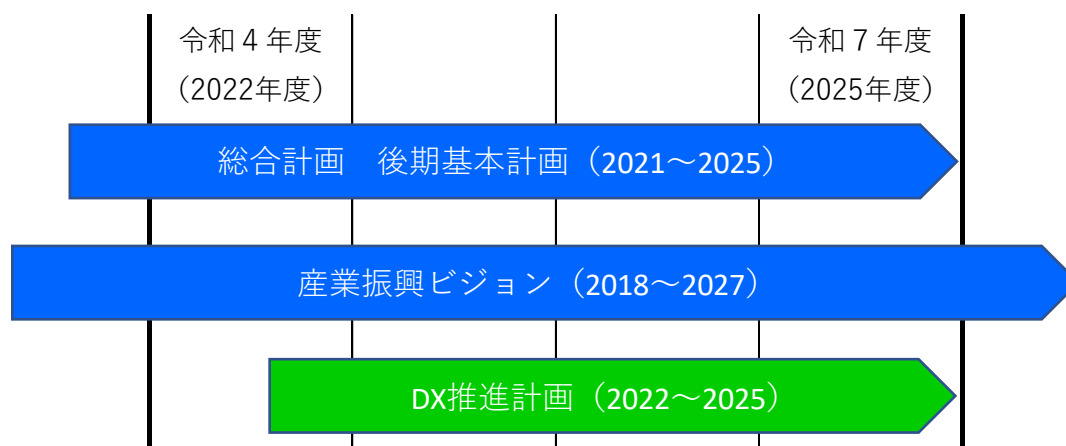 令和４年度
（2022年度）
令和７年度
（2025年度）
総合計画　後期基本計画（2021～2025）
産業振興ビジョン（2018～2027）
DX推進計画（2022～2025）